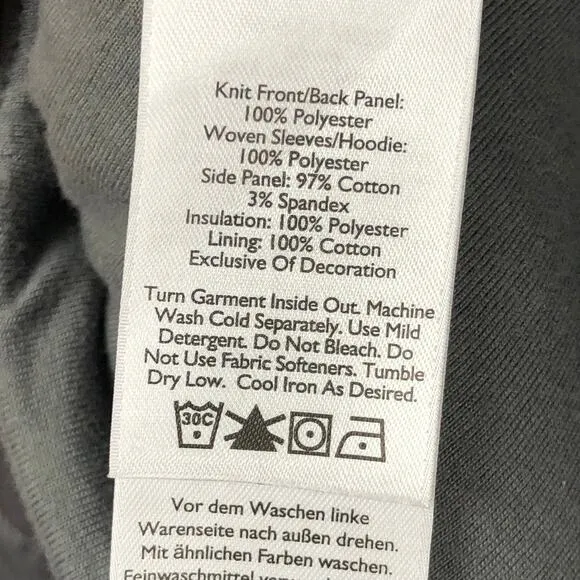 Knit Front/Back Panel:
100% Polyester
Woven Sleeves/Hoodie:
100% Polyester
Side Panel: 97% Cotton
3% Spandex
Insulation: 100% Polyester
Lining: 100% Cotton
Exclusive Of Decoration
Turn Garment Inside Out. Machine
Wash Cold Separately. Use Mild
Detergent. Do Not Bleach. Do
Not Use Fabric Softeners. Tumble
Dry Low. Cool Iron As Desired.
30C
Vor dem Waschen linke
Warenseite nach außen drehen.
Mit ähnlichen Farben waschen.
Feinwaschmittel